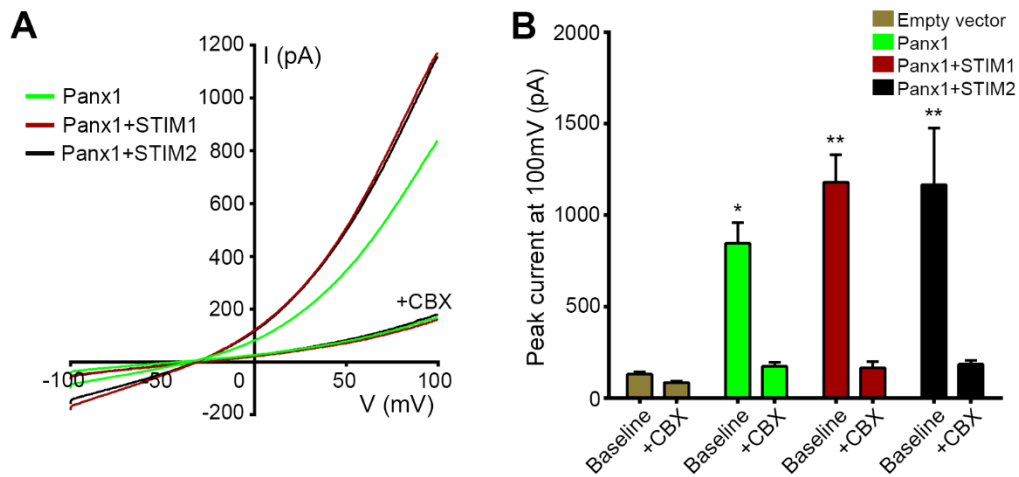 A
I (pA)
Panx1
Panx1+STIM1
Panx1+STIM2
1200
1000
800
600
400
200
-200
+CBX
-100
-50
0
50
100
V (mV)
B
Empty vector
Panx1
Panx1+STIM1
Panx1+STIM2
Peak current at 100mV (pA)
2000
1500
1000
500
0
*
**
**
Baseline
+CBX
Baseline
+CBX
Baseline
+CBX
Baseline
+CBX